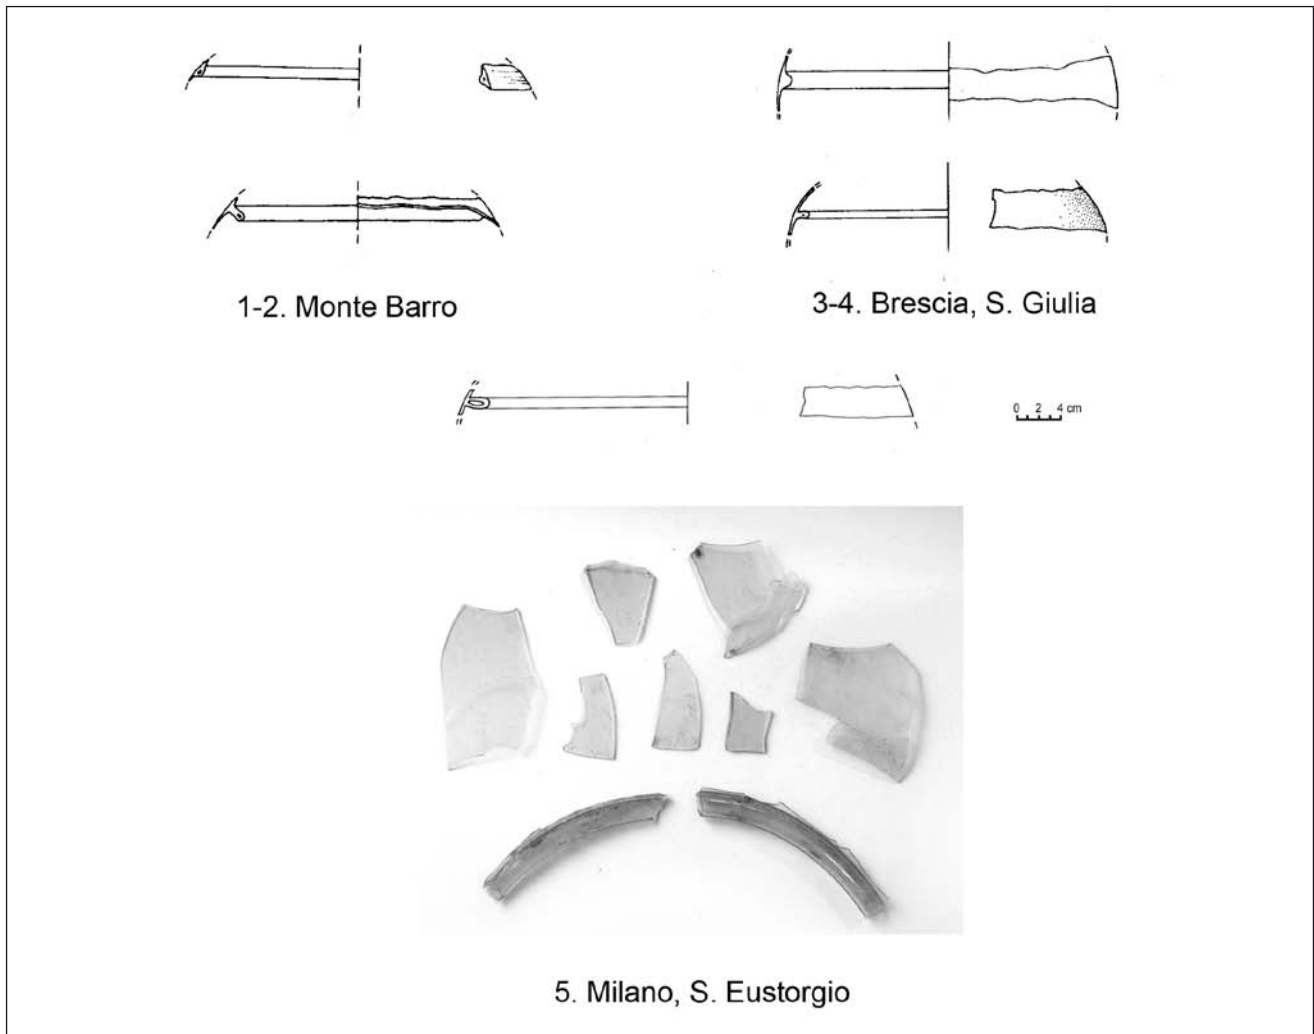 1-2. Monte Barro
3-4. Brescia, S. Giulia
0 2 4 cm
5. Milano, S. Eustorgio